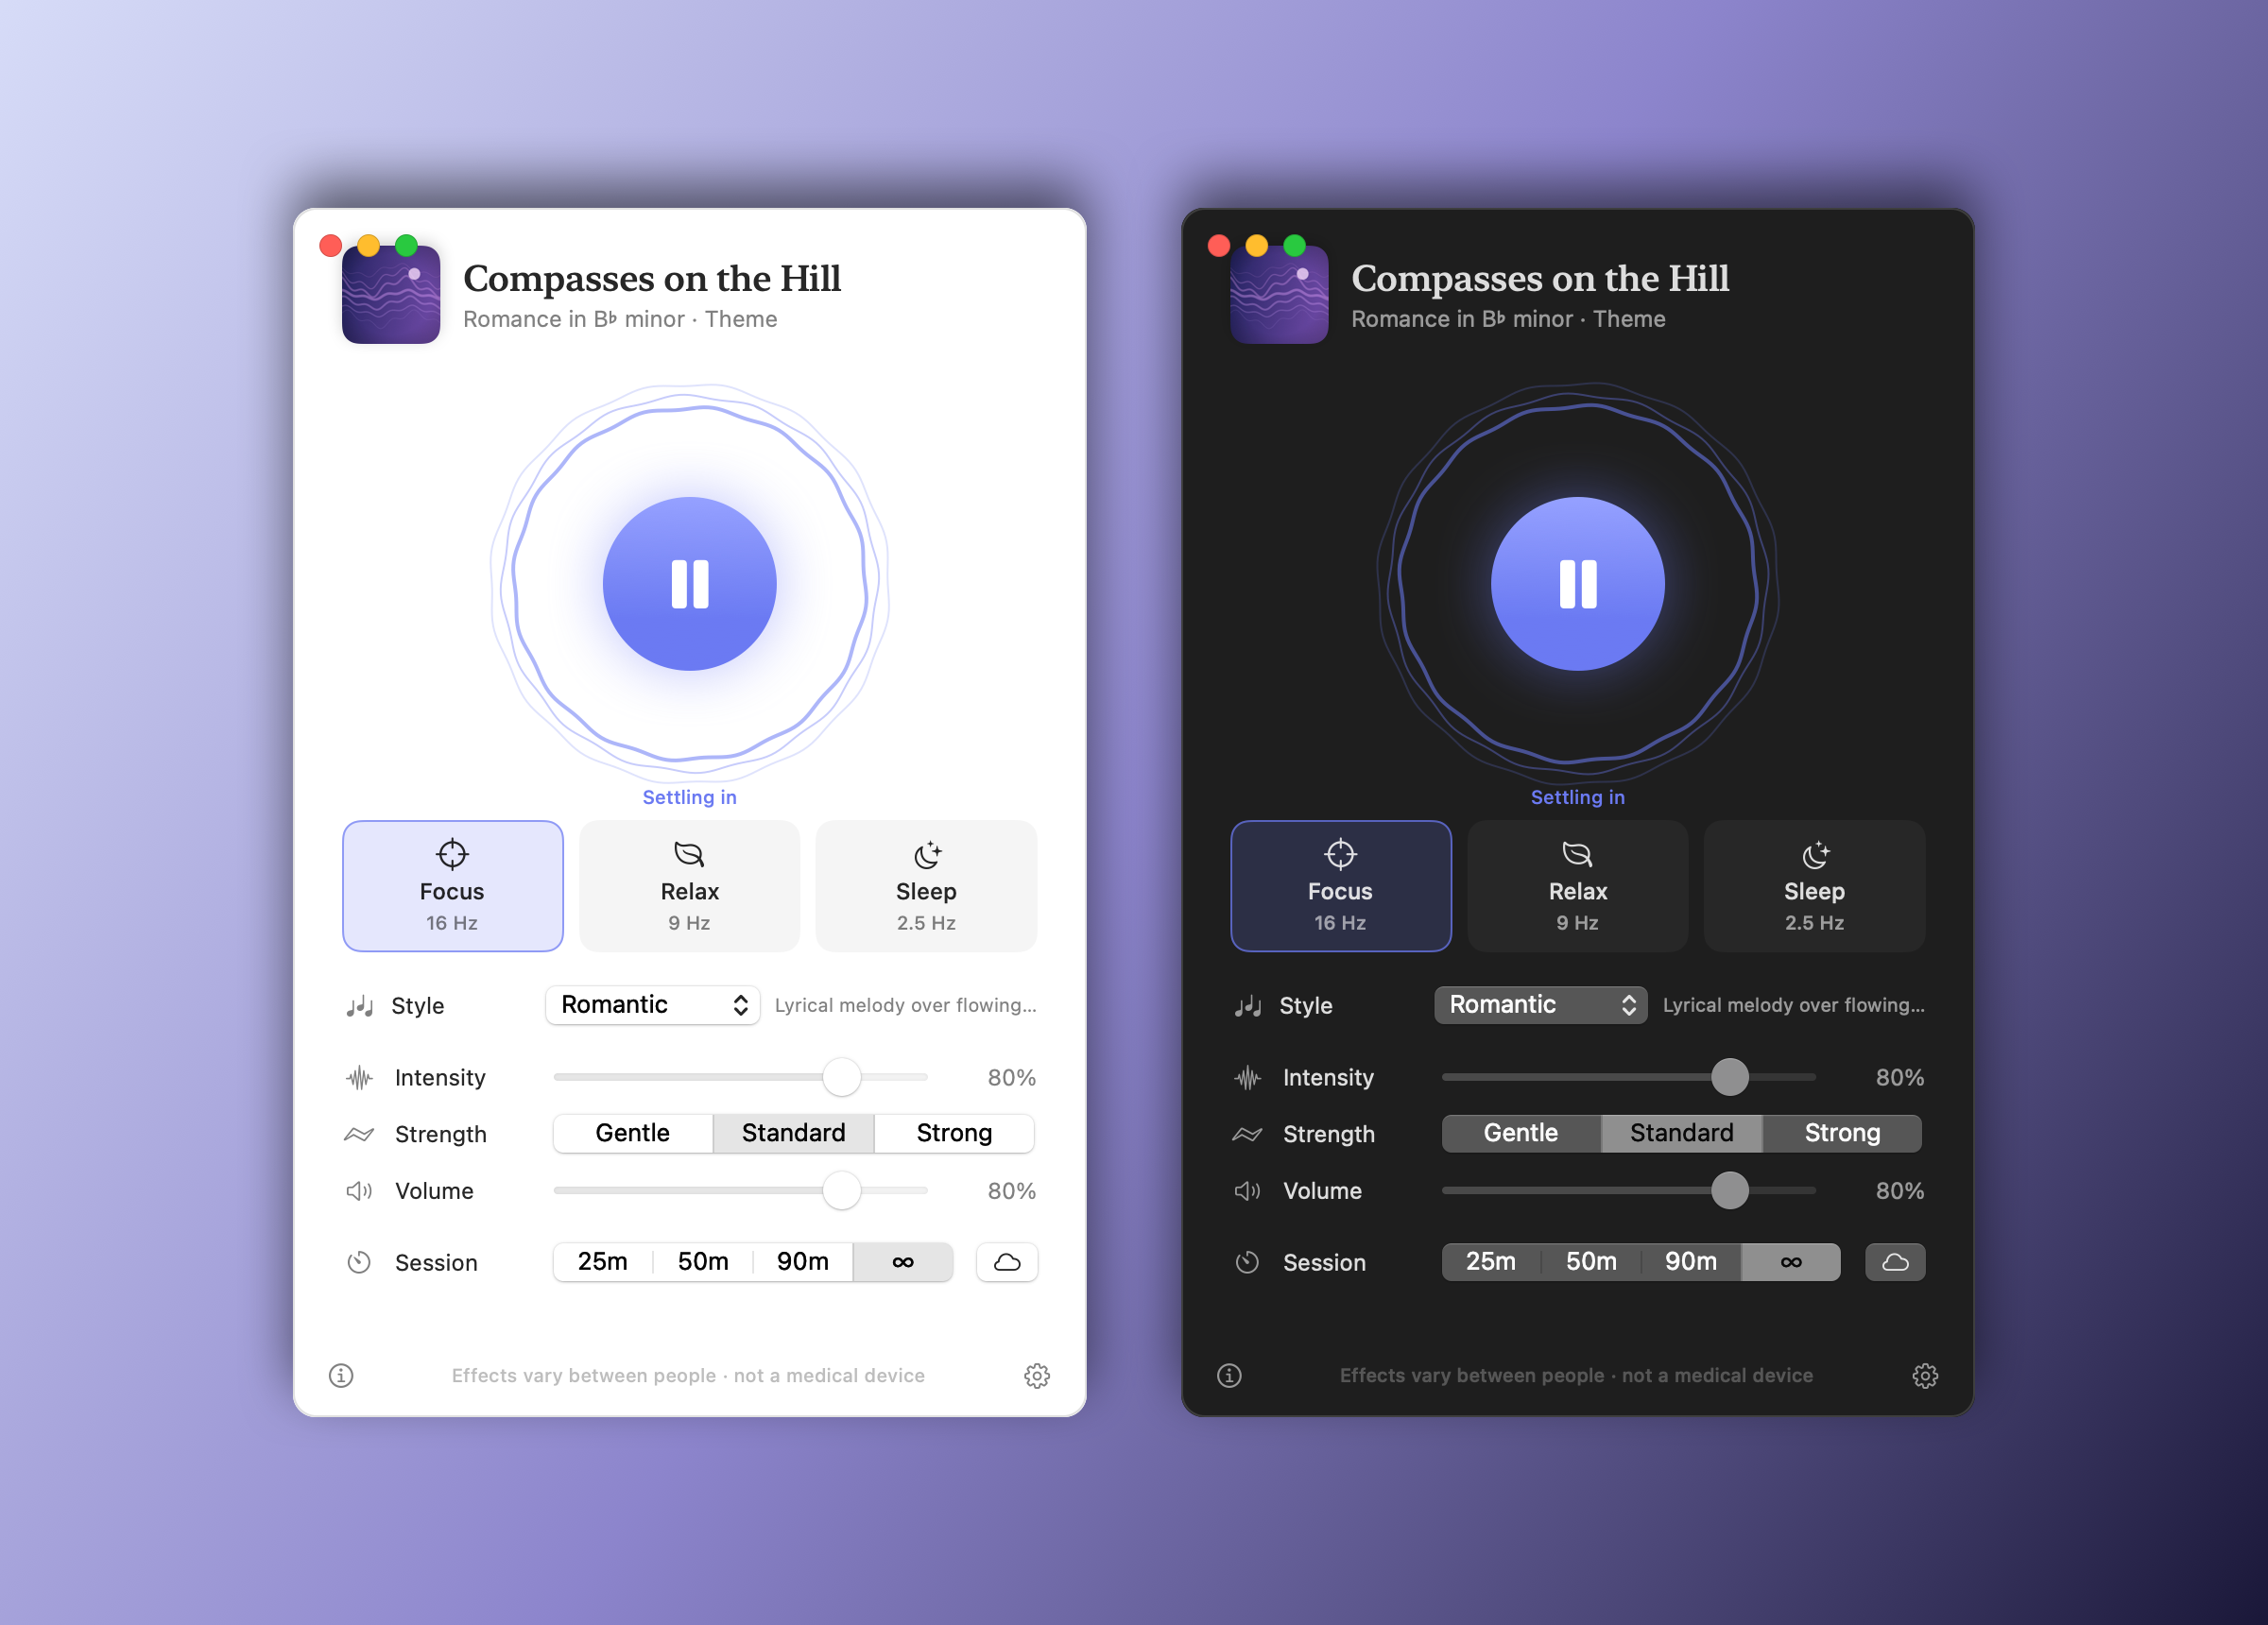 Compasses on the Hill
Romance in B♭ minor · Theme
Settling in
Focus
16 Hz
Relax
9 Hz
Sleep
2.5 Hz
Style
Romantic
Lyrical melody over flowing…
Intensity
80%
Strength
Gentle
Standard
Strong
Volume
80%
Session
25m
50m
90m
∞
Effects vary between people · not a medical device
Compasses on the Hill
Romance in B♭ minor · Theme
Settling in
Focus
16 Hz
Relax
9 Hz
Sleep
2.5 Hz
Style
Romantic
Lyrical melody over flowing…
Intensity
80%
Strength
Gentle
Standard
Strong
Volume
80%
Session
25m
50m
90m
∞
Effects vary between people · not a medical device